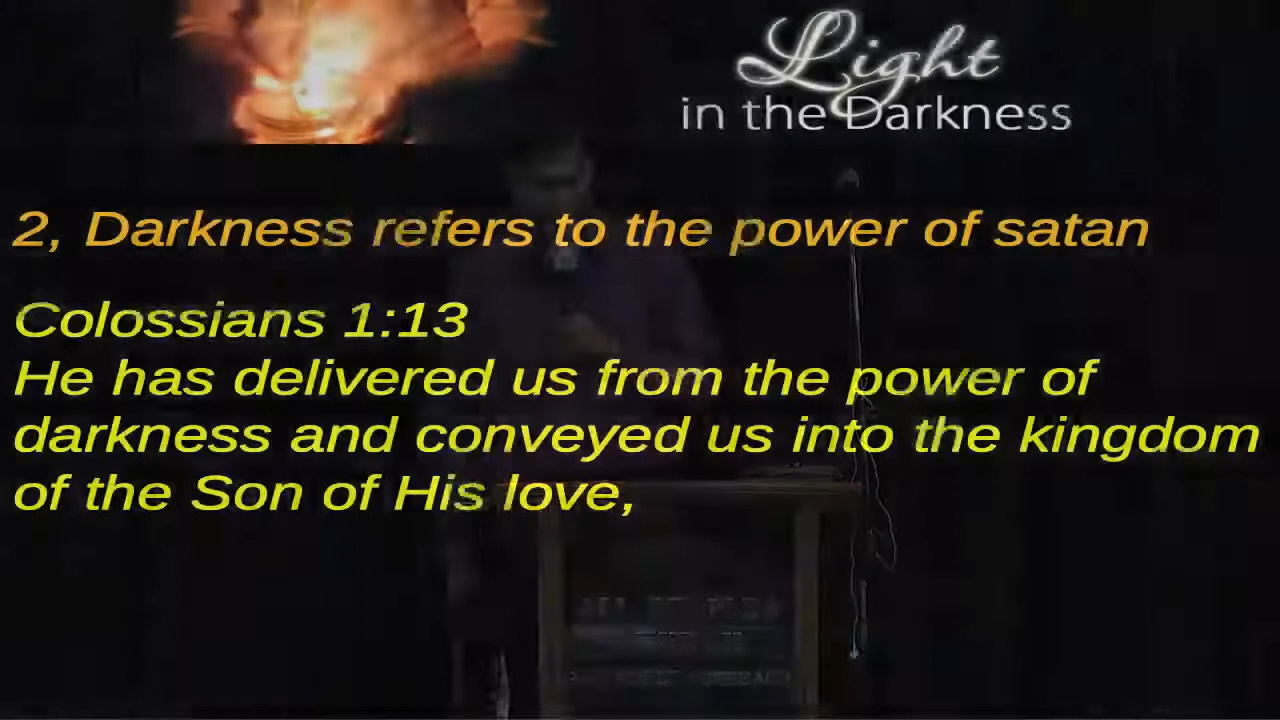 Light
in the Darkness
2, Darkness refers to the power of satan
Colossians 1:13
He has delivered us from the power of
darkness and conveyed us into the kingdom
of the Son of His love,